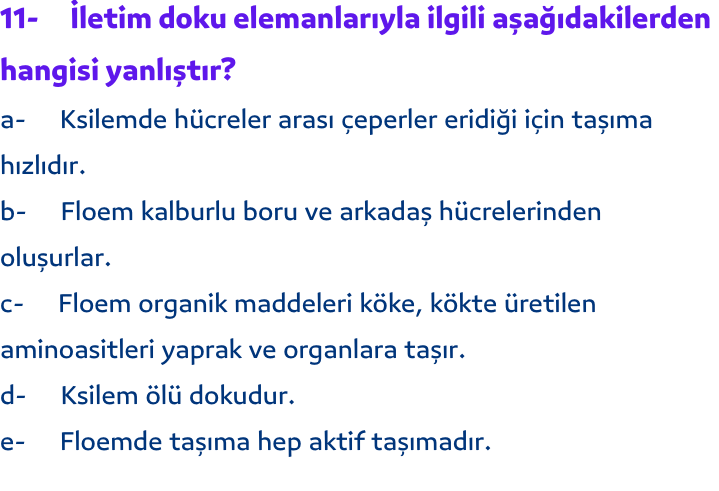 11- İletim doku elemanlarıyla ilgili aşağıdakilerden
hangisi yanlıştır?
a- Ksilemde hücreler arası çeperler eridiği için taşıma
hızlıdır.
b- Floem kalburlu boru ve arkadaş hücrelerinden
oluşurlar.
c- Floem organik maddeleri köke, kökte üretilen
aminoasitleri yaprak ve organlara taşır.
d- Ksilem ölü dokudur.
e- Floemde taşıma hep aktif taşımadır.